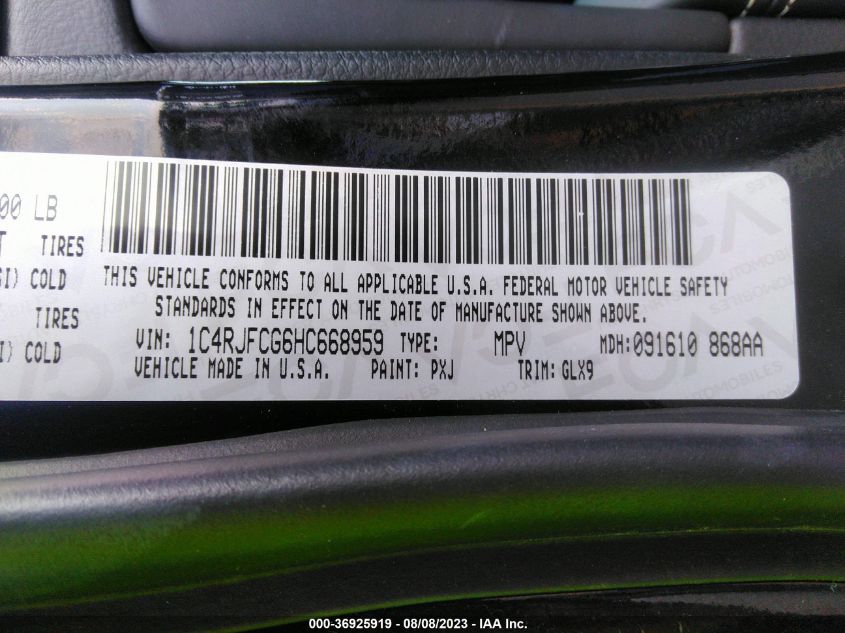 00 LB
TIRES
COLD
THIS VEHICLE CONFORMS TO ALL APPLICABLE U.S.A. FEDERAL MOTOR VEHICLE SAFETY
TIRES
STANDARDS IN EFFECT ON THE DATE OF MANUFACTURE SHOWN ABOVE.
COLD
VIN: 1C4RJFCG6HC668959 TYPE: MPV MDH:091610 868AA
VEHICLE MADE IN U.S.A. PAINT: PXJ TRIM: GLX9
000-36925919 - 08/08/2023 - © IAA Inc.